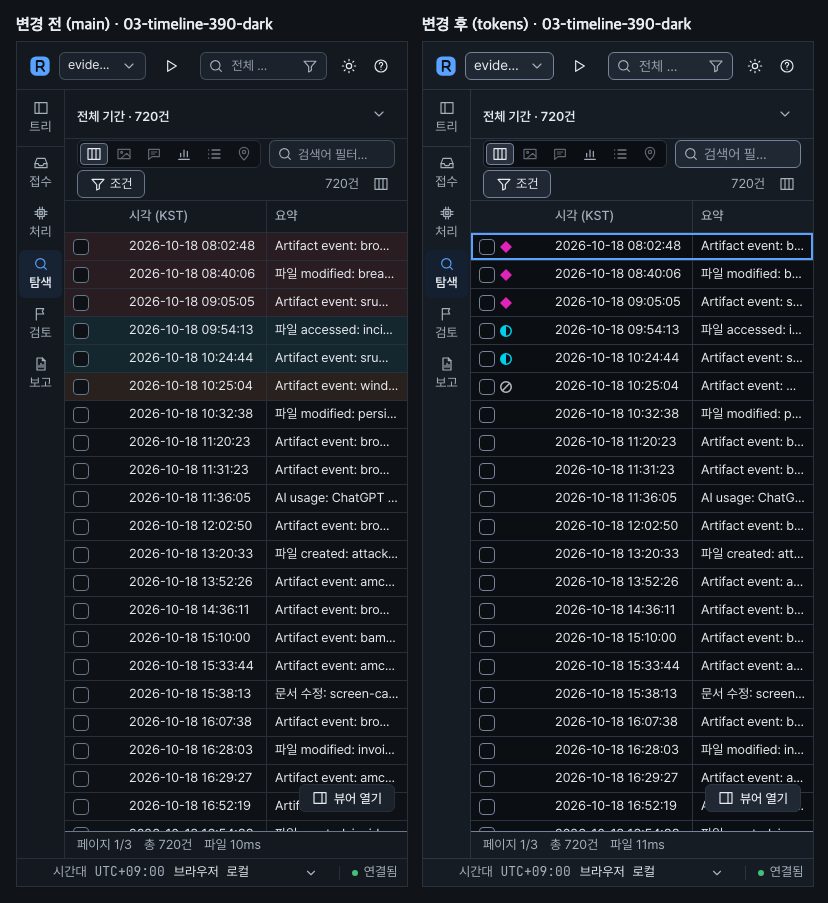 변경 전 (main) · 03-timeline-390-dark
R evide... 전체 ...
트리
접수
처리
탐색
검토
보고
전체 기간 · 720건
검색어 필터...
조건 720건
시각 (KST) 요약
2026-10-18 08:02:48 Artifact event: bro...
2026-10-18 08:40:06 파일 modified: brea...
2026-10-18 09:05:05 Artifact event: sru...
2026-10-18 09:54:13 파일 accessed: inci...
2026-10-18 10:24:44 Artifact event: sru...
2026-10-18 10:25:04 Artifact event: wind...
2026-10-18 10:32:38 파일 modified: persi...
2026-10-18 11:20:23 Artifact event: bro...
2026-10-18 11:31:23 Artifact event: bro...
2026-10-18 11:36:05 AI usage: ChatGPT ...
2026-10-18 12:02:50 Artifact event: bro...
2026-10-18 13:20:33 파일 created: attack...
2026-10-18 13:52:26 Artifact event: amc...
2026-10-18 14:36:11 Artifact event: bro...
2026-10-18 15:10:00 Artifact event: bam...
2026-10-18 15:33:44 Artifact event: amc...
2026-10-18 15:38:13 문서 수정: screen-ca...
2026-10-18 16:07:38 Artifact event: bro...
2026-10-18 16:28:03 파일 modified: invoi...
2026-10-18 16:29:27 Artifact event: amc...
2026-10-18 16:52:19 Artif
뷰어 열기
페이지 1/3 총 720건 파일 10ms
시간대 UTC+09:00 브라우저 로컬 연결됨
변경 후 (tokens) · 03-timeline-390-dark
R evide... 전체 ...
트리
접수
처리
탐색
검토
보고
전체 기간 · 720건
검색어 필...
조건 720건
시각 (KST) 요약
2026-10-18 08:02:48 Artifact event: b...
2026-10-18 08:40:06 파일 modified: b...
2026-10-18 09:05:05 Artifact event: s...
2026-10-18 09:54:13 파일 accessed: i...
2026-10-18 10:24:44 Artifact event: s...
2026-10-18 10:25:04 Artifact event: ...
2026-10-18 10:32:38 파일 modified: p...
2026-10-18 11:20:23 Artifact event: b...
2026-10-18 11:31:23 Artifact event: b...
2026-10-18 11:36:05 AI usage: ChatG...
2026-10-18 12:02:50 Artifact event: b...
2026-10-18 13:20:33 파일 created: att...
2026-10-18 13:52:26 Artifact event: a...
2026-10-18 14:36:11 Artifact event: b...
2026-10-18 15:10:00 Artifact event: b...
2026-10-18 15:33:44 Artifact event: a...
2026-10-18 15:38:13 문서 수정: screen...
2026-10-18 16:07:38 Artifact event: b...
2026-10-18 16:28:03 파일 modified: in...
2026-10-18 16:29:27 Artifact event: a...
2026-10-18 16:52:19
뷰어 열기
페이지 1/3 총 720건 파일 11ms
시간대 UTC+09:00 브라우저 로컬 연결됨